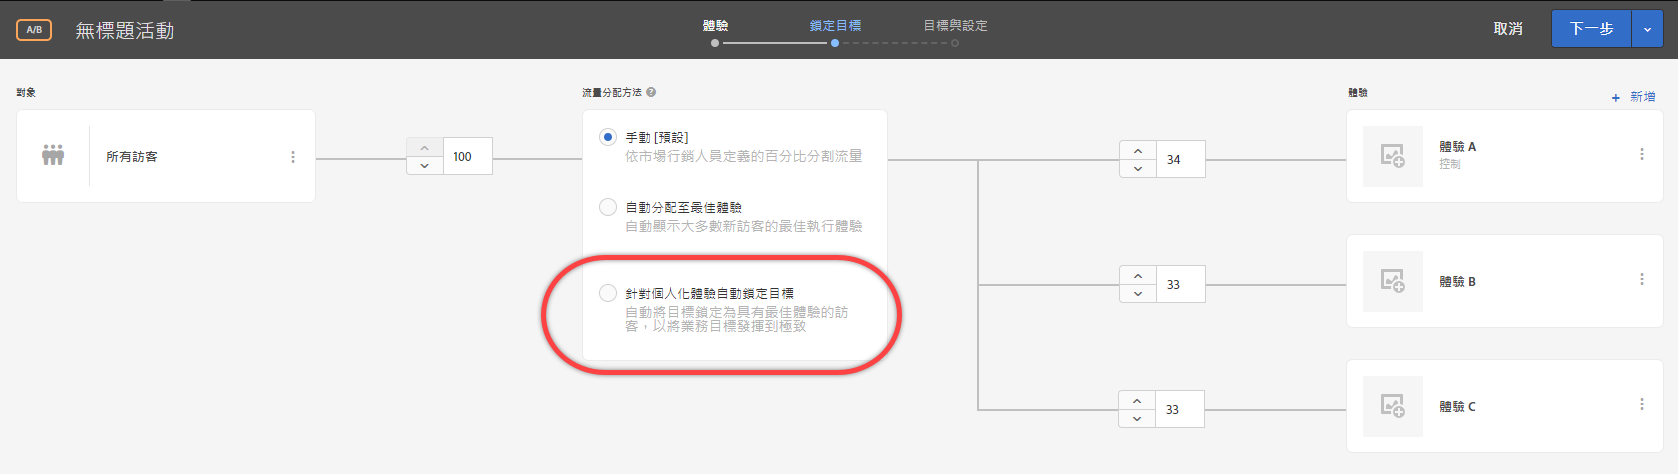 A/B
無標題活動
體驗
鎖定目標
目標與設定
取消
下一步
對象
所有訪客
100
流量分配方法
?
手動 [預設]
依市場行銷人員定義的百分比分割流量
自動分配至最佳體驗
自動顯示大多數新訪客的最佳執行體驗
針對個人化體驗自動鎖定目標
自動將目標鎖定為具有最佳體驗的訪
客，以將業務目標發揮到極致
34
33
33
體驗
+ 新增
體驗 A
控制
體驗 B
體驗 C